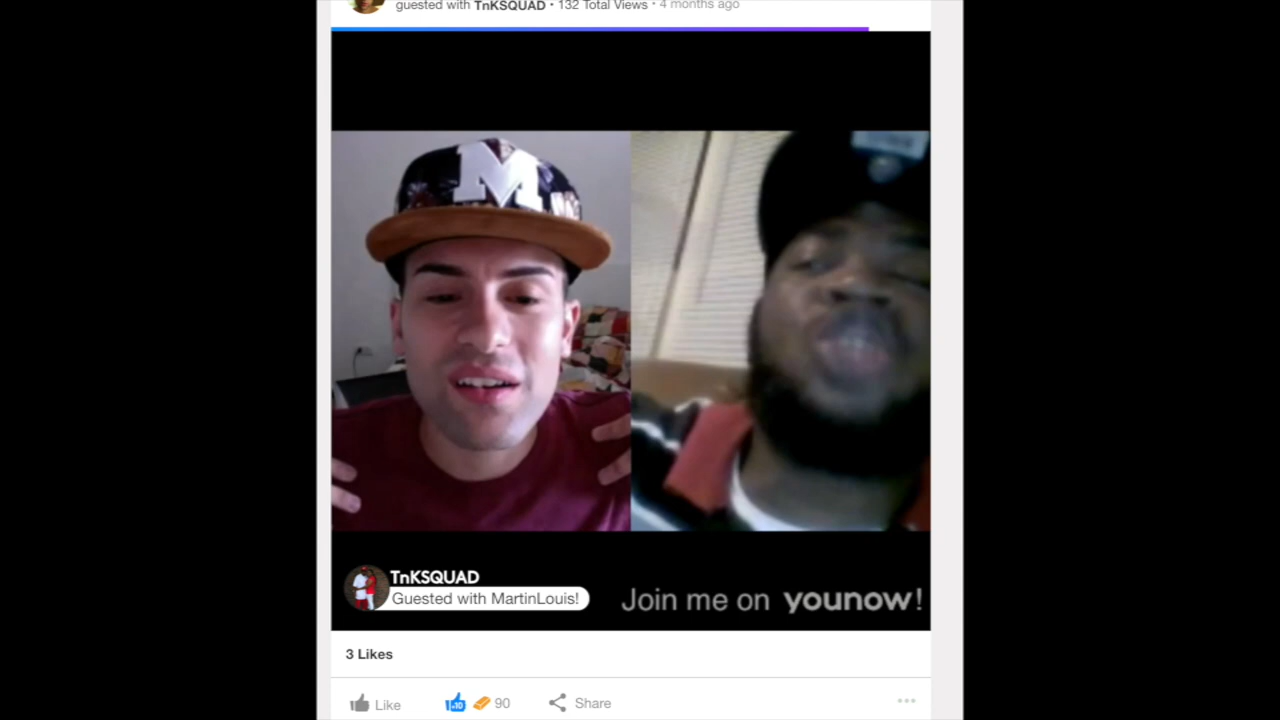 guested with TnKSQUAD • 132 Total Views • 4 months ago
M
TnKSQUAD
Guested with MartinLouis!
Join me on younow!
3 Likes
Like
+10
90
Share